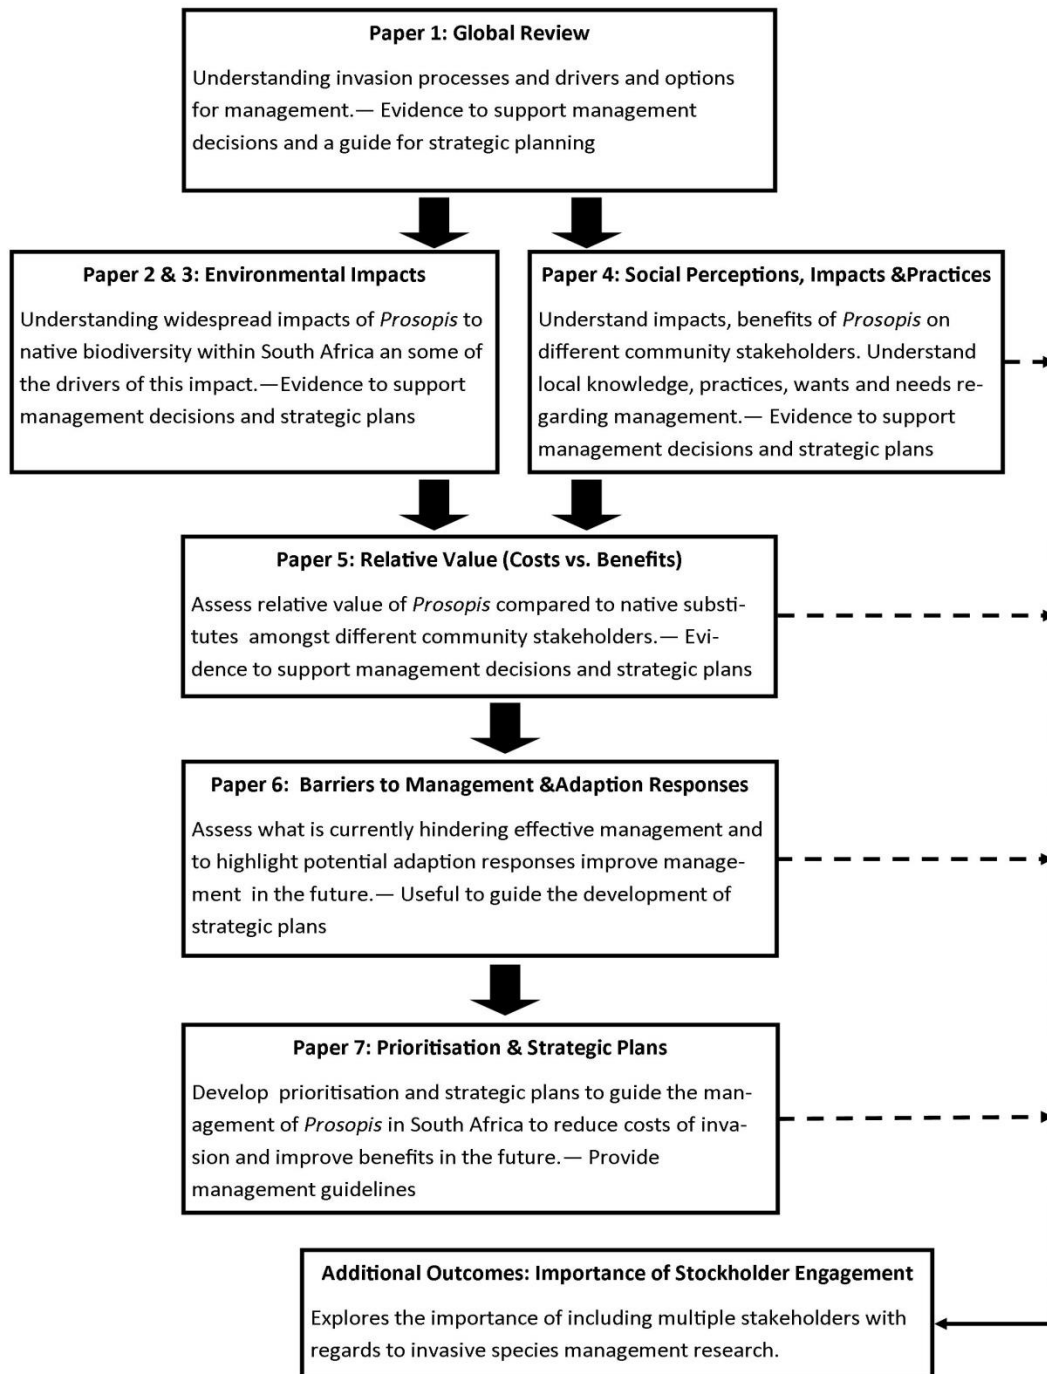 Paper 1: Global Review
Understanding invasion processes and drivers and options
for management.— Evidence to support management
decisions and a guide for strategic planning
Paper 2 & 3: Environmental Impacts
Understanding widespread impacts of Prosopis to
native biodiversity within South Africa an some of
the drivers of this impact.—Evidence to support
management decisions and strategic plans
Paper 4: Social Perceptions, Impacts &Practices
Understand impacts, benefits of Prosopis on
different community stakeholders. Understand
local knowledge, practices, wants and needs re-
garding management.— Evidence to support
management decisions and strategic plans
Paper 5: Relative Value (Costs vs. Benefits)
Assess relative value of Prosopis compared to native substi-
tutes amongst different community stakeholders.— Evi-
dence to support management decisions and strategic plans
Paper 6: Barriers to Management &Adaption Responses
Assess what is currently hindering effective management and
to highlight potential adaption responses improve manage-
ment in the future.— Useful to guide the development of
strategic plans
Paper 7: Prioritisation & Strategic Plans
Develop prioritisation and strategic plans to guide the man-
agement of Prosopis in South Africa to reduce costs of inva-
sion and improve benefits in the future.— Provide
management guidelines
Additional Outcomes: Importance of Stockholder Engagement
Explores the importance of including multiple stakeholders with
regards to invasive species management research.